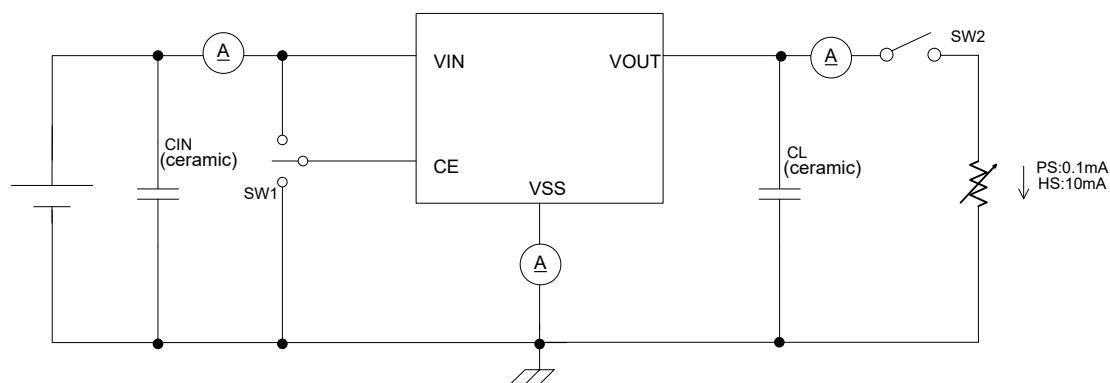 A
VIN
VOUT
A
SW2
CIN
(ceramic)
SW1
CE
VSS
CL
(ceramic)
PS:0.1mA
HS:10mA
A